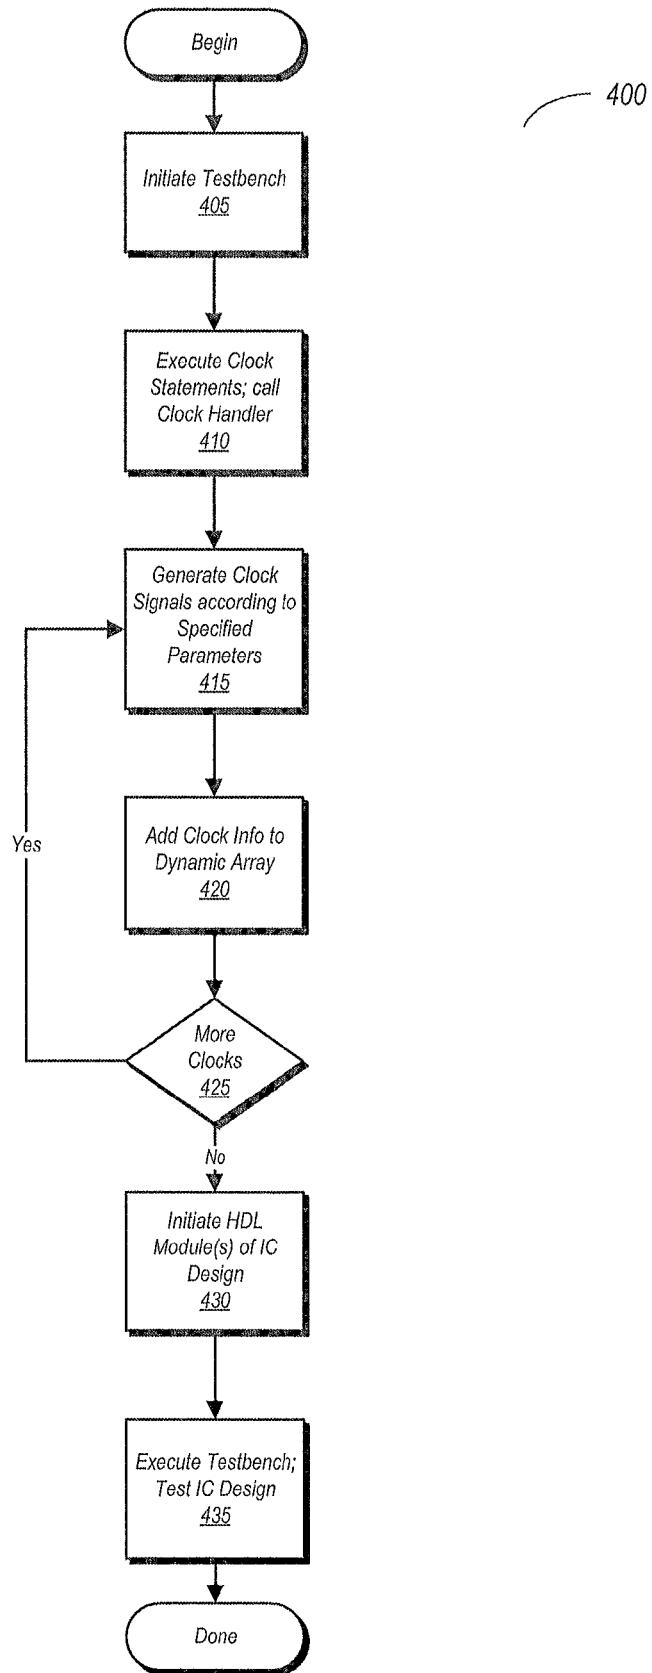 Begin
400
Initiate Testbench
405
Execute Clock
Statements; call
Clock Handler
410
Generate Clock
Signals according to
Specified
Parameters
415
Yes
Add Clock Info to
Dynamic Array
420
More
Clocks
425
No
Initiate HDL
Module(s) of IC
Design
430
Execute Testbench;
Test IC Design
435
Done